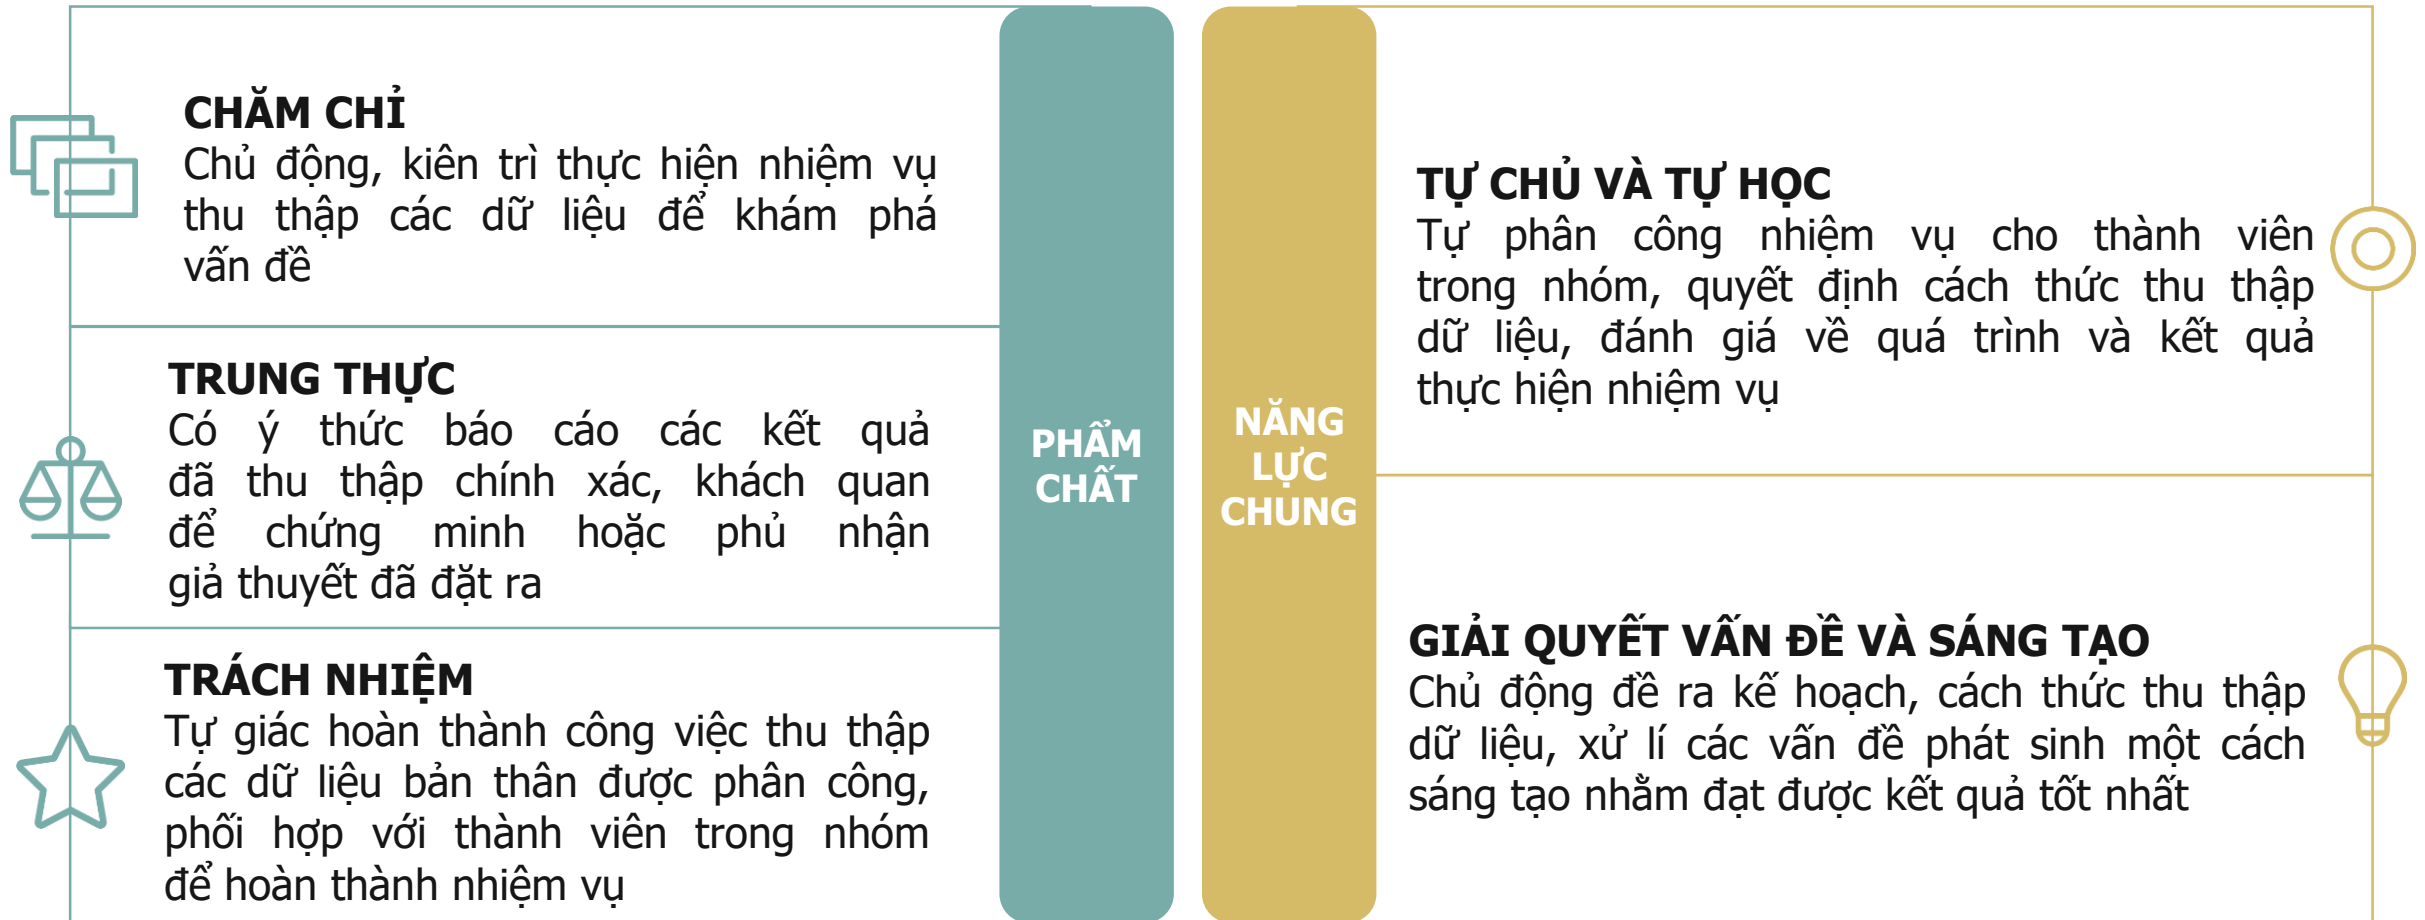 CHĂM CHỈ
Chủ động, kiên trì thực hiện nhiệm vụ
thu thập các dữ liệu để khám phá
vấn đề
TRUNG THỰC
Có ý thức báo cáo các kết quả
đã thu thập chính xác, khách quan
để chứng minh hoặc phủ nhận
giả thuyết đã đặt ra
TRÁCH NHIỆM
Tự giác hoàn thành công việc thu thập
các dữ liệu bản thân được phân công,
phối hợp với thành viên trong nhóm
để hoàn thành nhiệm vụ
PHẨM
CHẤT
NĂNG
LỰC
CHUNG
TỰ CHỦ VÀ TỰ HỌC
Tự phân công nhiệm vụ cho thành viên
trong nhóm, quyết định cách thức thu thập
dữ liệu, đánh giá về quá trình và kết quả
thực hiện nhiệm vụ
GIẢI QUYẾT VẤN ĐỀ VÀ SÁNG TẠO
Chủ động đề ra kế hoạch, cách thức thu thập
dữ liệu, xử lí các vấn đề phát sinh một cách
sáng tạo nhằm đạt được kết quả tốt nhất